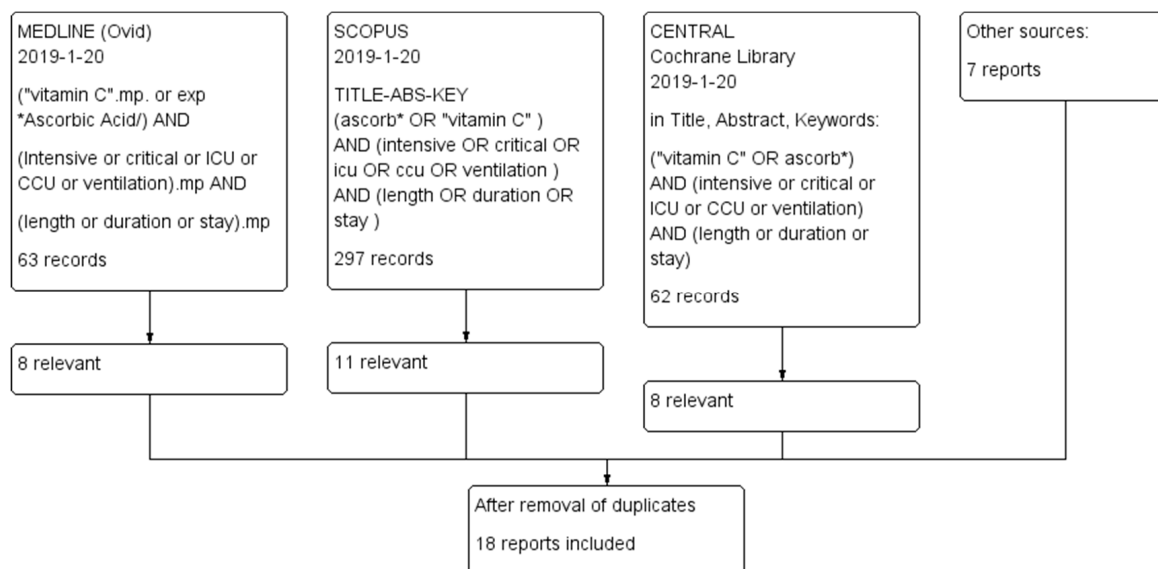 MEDLINE (Ovid)
2019-1-20
("vitamin C".mp. or exp
*Ascorbic Acid/) AND
(Intensive or critical or ICU or
CCU or ventilation).mp AND
(length or duration or stay).mp
63 records
SCOPUS
2019-1-20
TITLE-ABS-KEY
(ascorb* OR "vitamin C" )
AND (intensive OR critical OR
icu OR ccu OR ventilation )
AND (length OR duration OR
stay )
297 records
CENTRAL
Cochrane Library
2019-1-20
in Title, Abstract, Keywords:
("vitamin C" OR ascorb*)
AND (intensive or critical or
ICU or CCU or ventilation)
AND (length or duration or
stay)
62 records
Other sources:
7 reports
8 relevant
11 relevant
8 relevant
After removal of duplicates
18 reports included